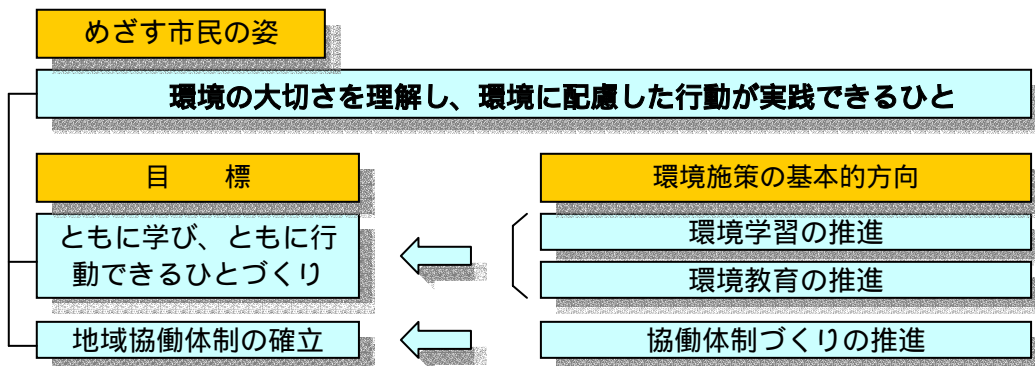 めざす市民の姿
環境の大切さを理解し、環境に配慮した行動が実践できるひと
目　　標
環境施策の基本的方向
ともに学び、ともに行
動できるひとづくり
環境学習の推進
環境教育の推進
地域協働体制の確立
協働体制づくりの推進